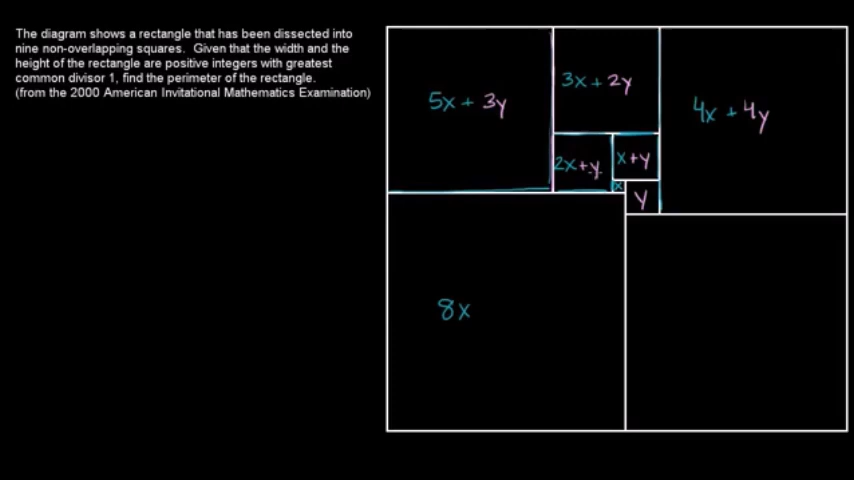 The diagram shows a rectangle that has been dissected into
nine non-overlapping squares. Given that the width and the
height of the rectangle are positive integers with greatest
common divisor 1, find the perimeter of the rectangle.
(from the 2000 American Invitational Mathematics Examination)
5x + 3y
3x + 2y
4x + 4y
2x + y
x + y
x
y
8x